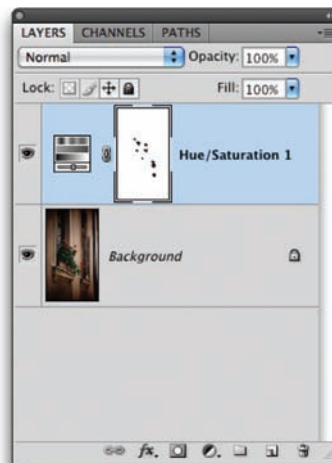 LAYERS CHANNELS PATHS
Normal Opacity: 100%
Lock: Fill: 100%
Hue/Saturation 1
Background
fx.